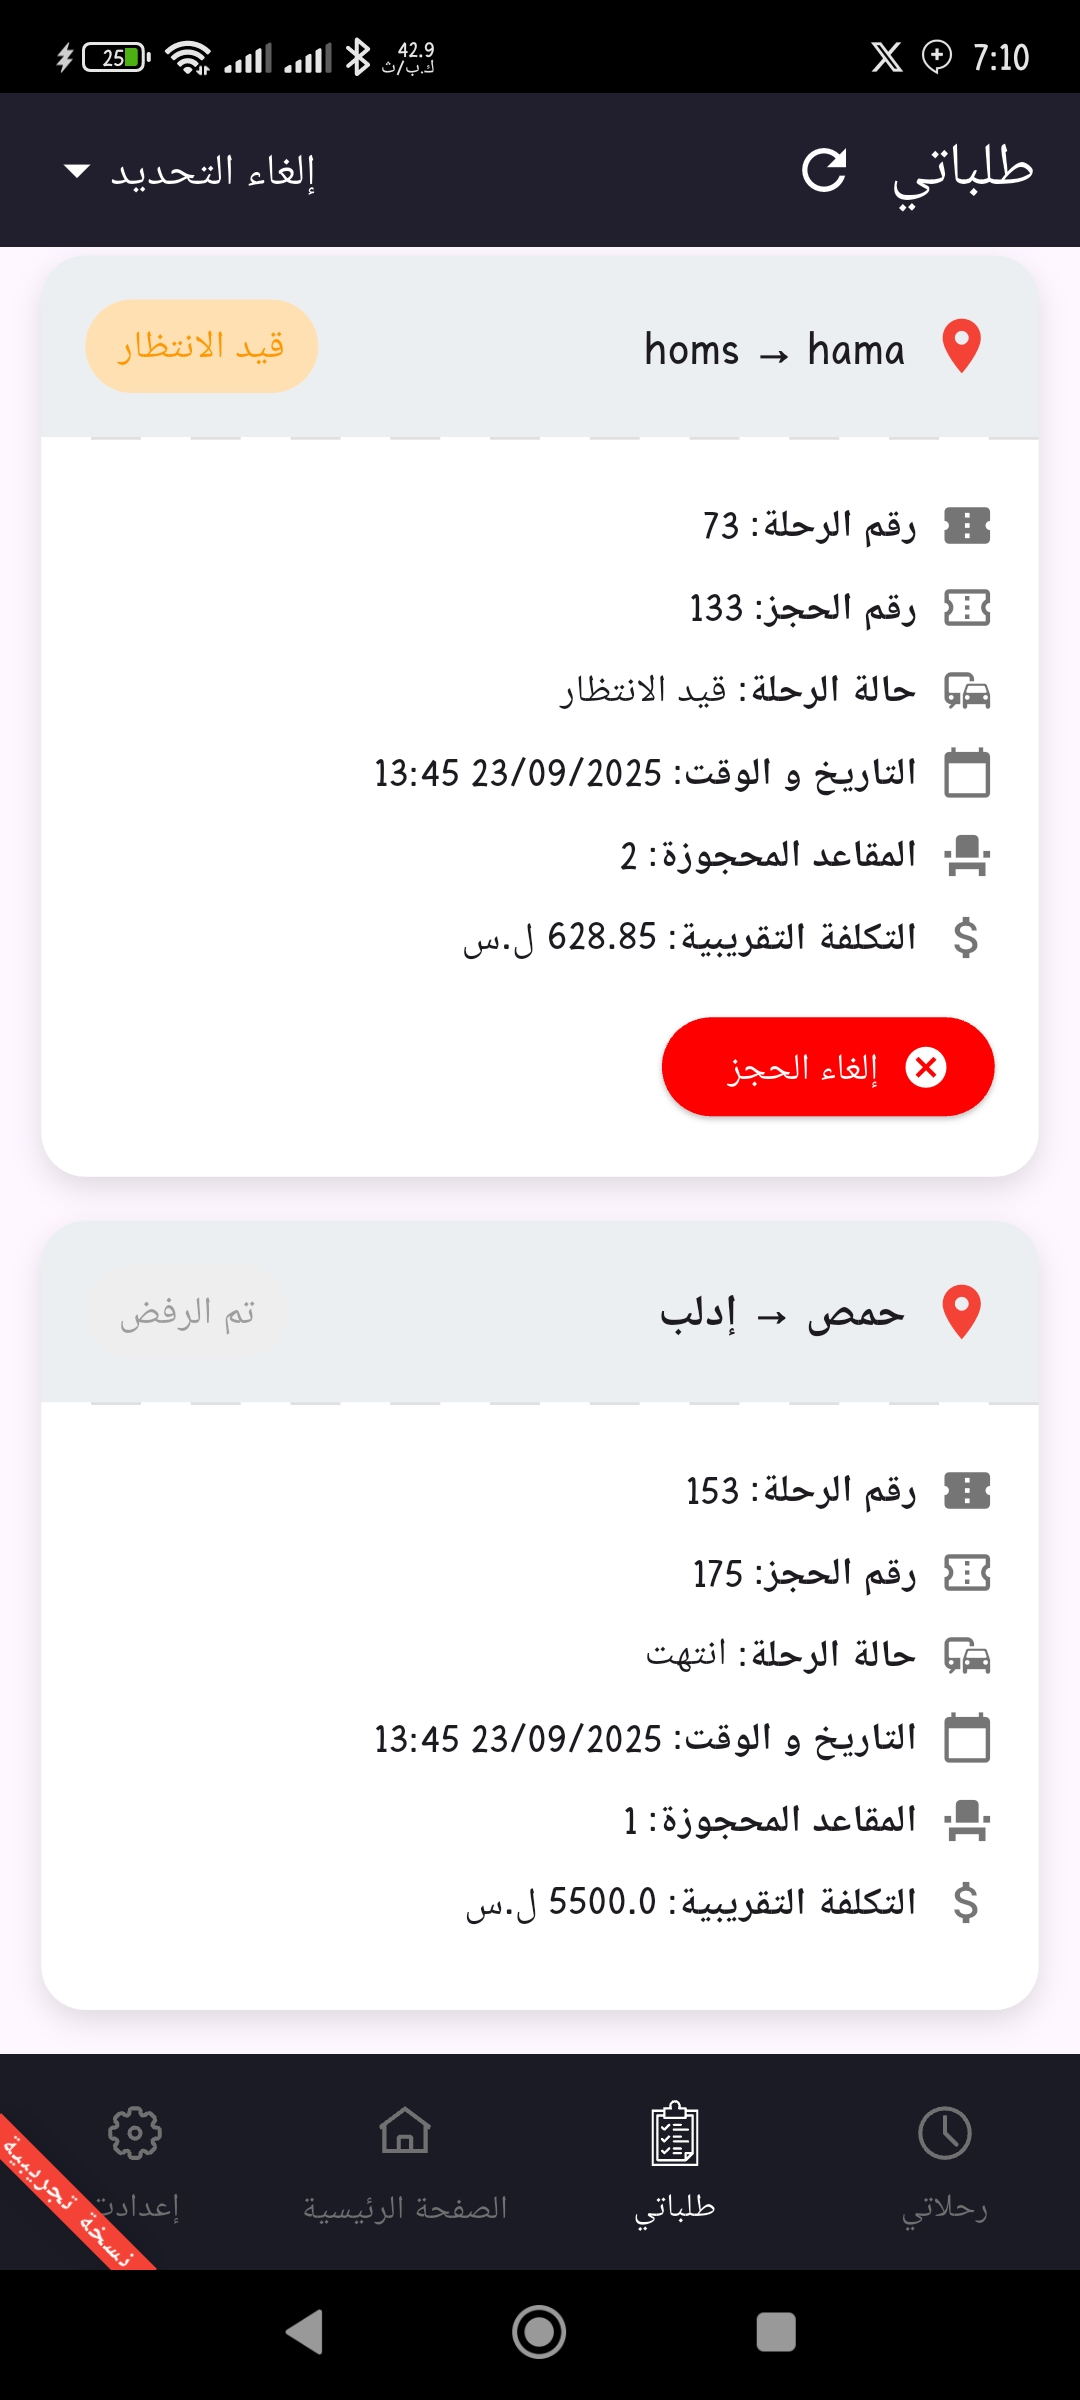 7:10
42.9
ك.ب/ث
25
طلباتي
إلغاء التحديد
homs → hama
قيد الانتظار
رقم الرحلة: 73
رقم الحجز: 133
حالة الرحلة: قيد الانتظار
التاريخ و الوقت: 23/09/2025 13:45
المقاعد المحجوزة: 2
التكلفة التقريبية: 628.85 ل.س
إلغاء الحجز
حمص → إدلب
تم الرفض
رقم الرحلة: 153
رقم الحجز: 175
حالة الرحلة: انتهت
التاريخ و الوقت: 23/09/2025 13:45
المقاعد المحجوزة: 1
التكلفة التقريبية: 5500.0 ل.س
رحلاتي
طلباتي
الصفحة الرئيسية
إعدادت
نسخة تجريبية